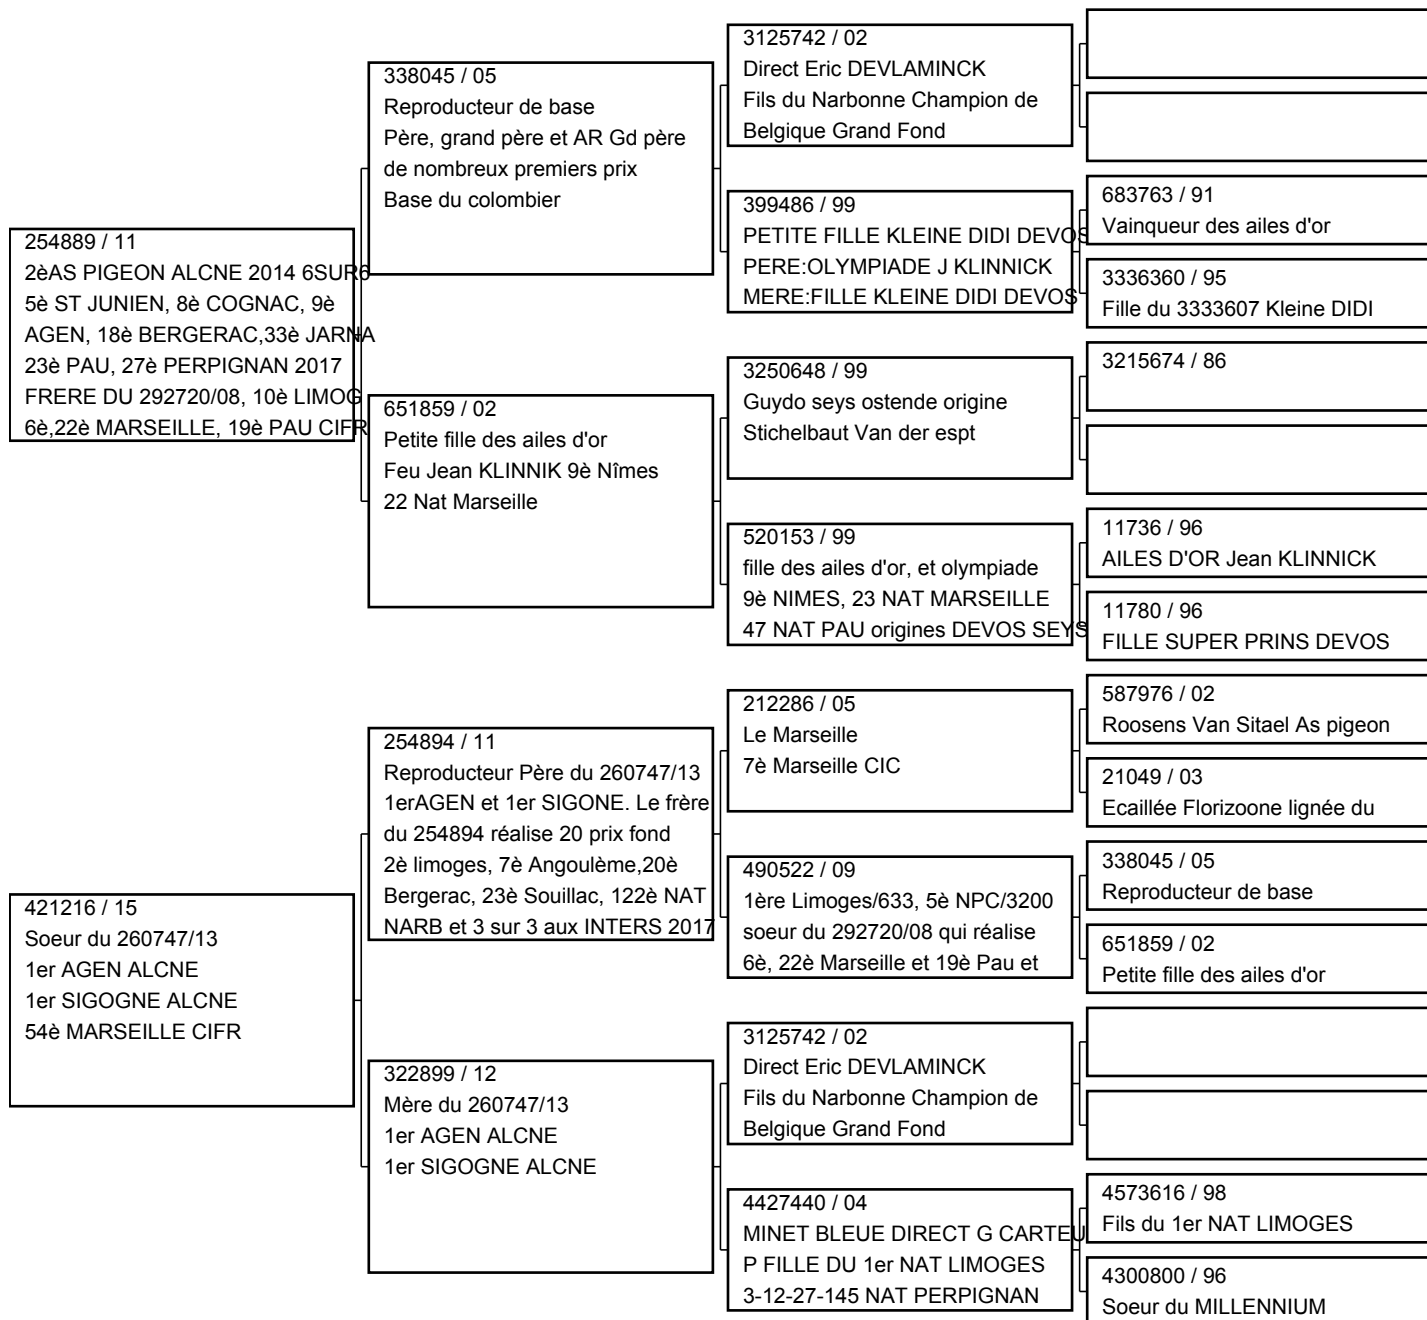 254889 / 11
2èAS PIGEON ALCNE 2014 6SUR6
5è ST JUNIEN, 8è COGNAC, 9è
AGEN, 18è BERGERAC,33è JARNA
23è PAU, 27è PERPIGNAN 2017
FRERE DU 292720/08, 10è LIMOG
6è,22è MARSEILLE, 19è PAU CIFR
421216 / 15
Soeur du 260747/13
1er AGEN ALCNE
1er SIGOGNE ALCNE
54è MARSEILLE CIFR
338045 / 05
Reproducteur de base
Père, grand père et AR Gd père
de nombreux premiers prix
Base du colombier
651859 / 02
Petite fille des ailes d'or
Feu Jean KLINNIK 9è Nîmes
22 Nat Marseille
254894 / 11
Reproducteur Père du 260747/13
1erAGEN et 1er SIGONE. Le frère
du 254894 réalise 20 prix fond
2è limoges, 7è Angoulème,20è
Bergerac, 23è Souillac, 122è NAT
NARB et 3 sur 3 aux INTERS 2017
322899 / 12
Mère du 260747/13
1er AGEN ALCNE
1er SIGOGNE ALCNE
3125742 / 02
Direct Eric DEVLAMINCK
Fils du Narbonne Champion de
Belgique Grand Fond
399486 / 99
PETITE FILLE KLEINE DIDI DEVOS
PERE:OLYMPIADE J KLINNICK
MERE:FILLE KLEINE DIDI DEVOS
3250648 / 99
Guydo seys ostende origine
Stichelbaut Van der espt
520153 / 99
fille des ailes d'or, et olympiade
9è NIMES, 23 NAT MARSEILLE
47 NAT PAU origines DEVOS SEYS
212286 / 05
Le Marseille
7è Marseille CIC
490522 / 09
1ère Limoges/633, 5è NPC/3200
soeur du 292720/08 qui réalise
6è, 22è Marseille et 19è Pau et
3125742 / 02
Direct Eric DEVLAMINCK
Fils du Narbonne Champion de
Belgique Grand Fond
4427440 / 04
MINET BLEUE DIRECT G CARTEU
P FILLE DU 1er NAT LIMOGES
3-12-27-145 NAT PERPIGNAN
683763 / 91
Vainqueur des ailes d'or
3336360 / 95
Fille du 3333607 Kleine DIDI
3215674 / 86
11736 / 96
AILES D'OR Jean KLINNICK
11780 / 96
FILLE SUPER PRINS DEVOS
587976 / 02
Roosens Van Sitael As pigeon
21049 / 03
Ecaillée Florizoone lignée du
338045 / 05
Reproducteur de base
651859 / 02
Petite fille des ailes d'or
4573616 / 98
Fils du 1er NAT LIMOGES
4300800 / 96
Soeur du MILLENNIUM